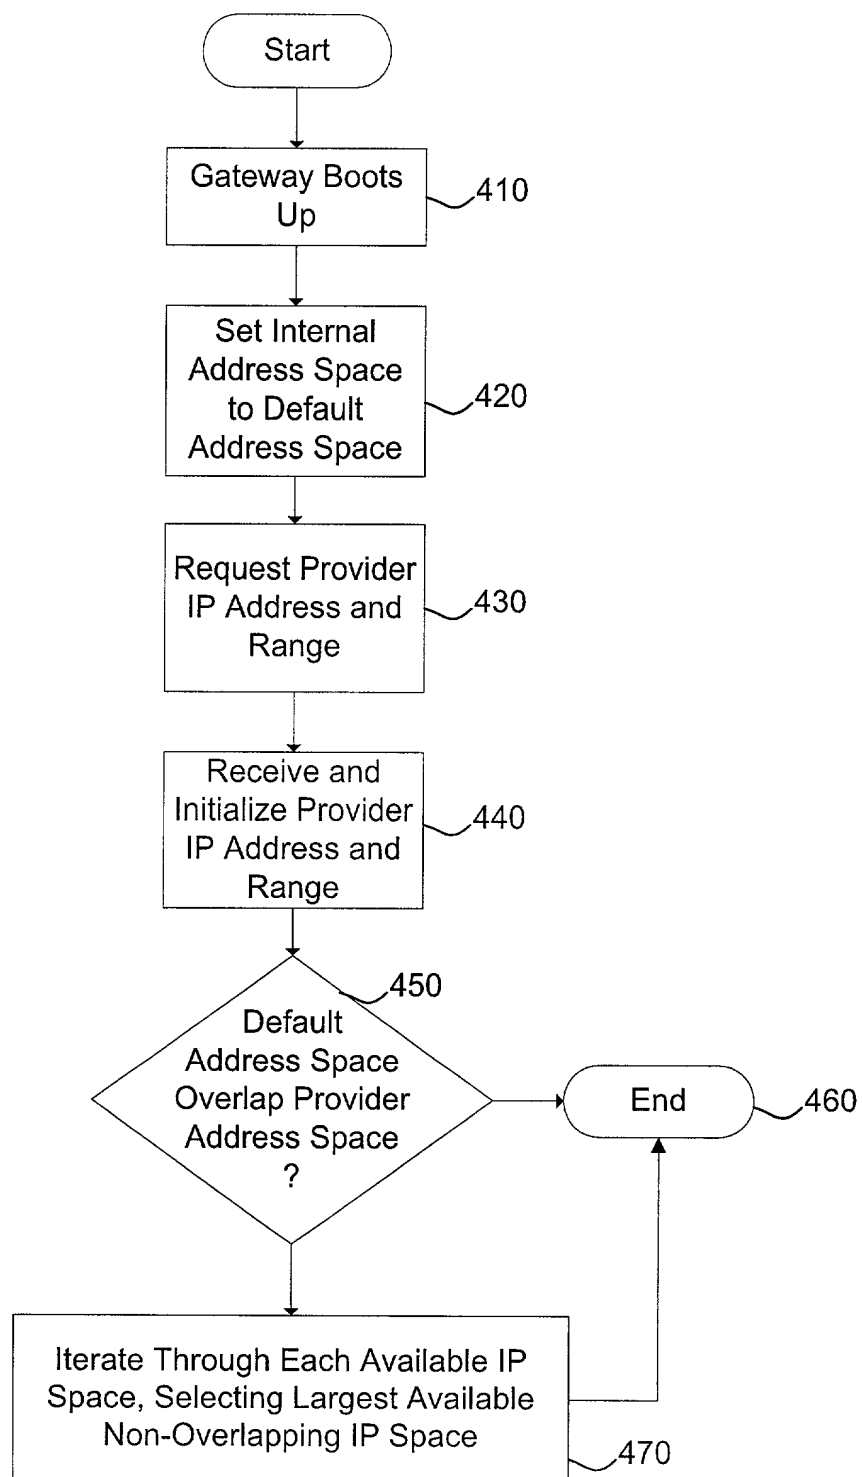 Start
Gateway Boots
Up
410
Set Internal
Address Space
to Default
Address Space
420
Request Provider
IP Address and
Range
430
Receive and
Initialize Provider
IP Address and
Range
440
450
Default
Address Space
Overlap Provider
Address Space
?
End
460
Iterate Through Each Available IP
Space, Selecting Largest Available
Non-Overlapping IP Space
470